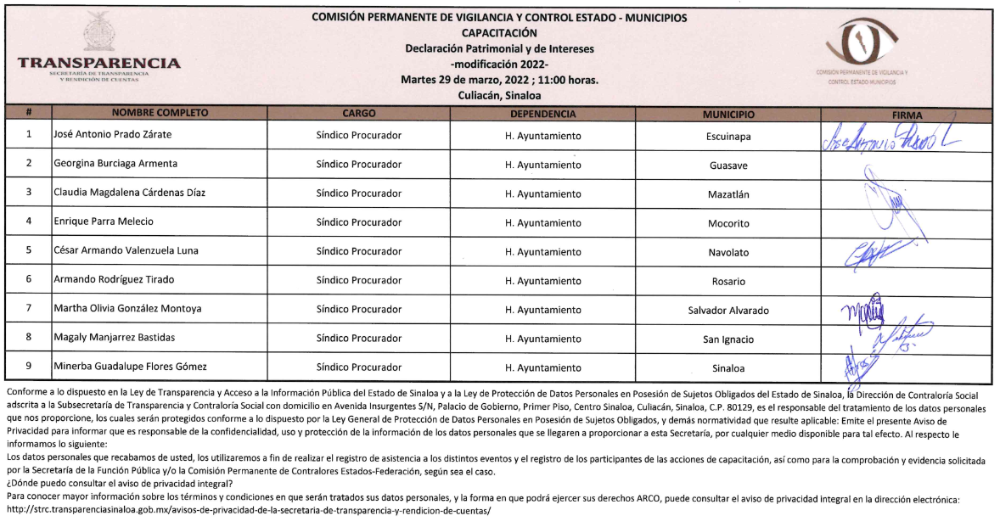 TRANSPARENCIA
SECRETARÍA DE TRANSPARENCIA
Y RENDICIÓN DE CUENTAS
COMISIÓN PERMANENTE DE VIGILANCIA Y CONTROL ESTADO - MUNICIPIOS
CAPACITACIÓN
Declaración Patrimonial y de Intereses
-modificación 2022-
Martes 29 de marzo, 2022 ; 11:00 horas.
Culiacán, Sinaloa
COMISIÓN PERMANENTE DE VIGILANCIA Y
CONTROL ESTADO MUNICIPIOS
# NOMBRE COMPLETO CARGO DEPENDENCIA MUNICIPIO FIRMA
1 José Antonio Prado Zárate Síndico Procurador H. Ayuntamiento Escuinapa José Antonio Prado Z
2 Georgina Burciaga Armenta Síndico Procurador H. Ayuntamiento Guasave
3 Claudia Magdalena Cárdenas Díaz Síndico Procurador H. Ayuntamiento Mazatlán
4 Enrique Parra Melecio Síndico Procurador H. Ayuntamiento Mocorito
5 César Armando Valenzuela Luna Síndico Procurador H. Ayuntamiento Navolato
6 Armando Rodríguez Tirado Síndico Procurador H. Ayuntamiento Rosario
7 Martha Olivia González Montoya Síndico Procurador H. Ayuntamiento Salvador Alvarado
8 Magaly Manjarrez Bastidas Síndico Procurador H. Ayuntamiento San Ignacio
9 Minerba Guadalupe Flores Gómez Síndico Procurador H. Ayuntamiento Sinaloa
Conforme a lo dispuesto en la Ley de Transparencia y Acceso a la Información Pública del Estado de Sinaloa y a la Ley de Protección de Datos Personales en Posesión de Sujetos Obligados del Estado de Sinaloa, la Dirección de Contraloría Social
adscrita a la Subsecretaría de Transparencia y Contraloría Social con domicilio en Avenida Insurgentes S/N, Palacio de Gobierno, Primer Piso, Centro Sinaloa, Culiacán, Sinaloa, C.P. 80129, es el responsable del tratamiento de los datos personales
que nos proporcione, los cuales serán protegidos conforme a lo dispuesto por la Ley General de Protección de Datos Personales en Posesión de Sujetos Obligados, y demás normatividad que resulte aplicable: Emite el presente Aviso de
Privacidad para informar que es responsable de la confidencialidad, uso y protección de la información de los datos personales que se llegaren a proporcionar a esta Secretaría, por cualquier medio disponible para tal efecto. Al respecto le
informamos lo siguiente:
Los datos personales que recabamos de usted, los utilizaremos a fin de realizar el registro de asistencia a los distintos eventos y el registro de los participantes de las acciones de capacitación, así como para la comprobación y evidencia solicitada
por la Secretaría de la Función Pública y/o la Comisión Permanente de Contralores Estados-Federación, según sea el caso.
¿Dónde puedo consultar el aviso de privacidad integral?
Para conocer mayor información sobre los términos y condiciones en que serán tratados sus datos personales, y la forma en que podrá ejercer sus derechos ARCO, puede consultar el aviso de privacidad integral en la dirección electrónica:
http://strc.transparenciasinaloa.gob.mx/avisos-de-privacidad-de-la-secretaria-de-transparencia-y-rendicion-de-cuentas/